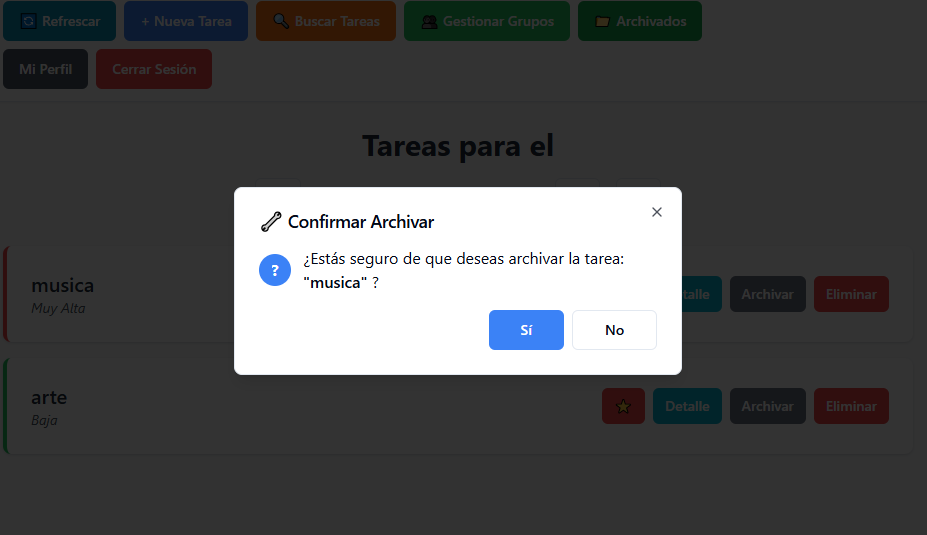 Refrescar
+ Nueva Tarea
Buscar Tareas
Gestionar Grupos
Archivados
Mi Perfil
Cerrar Sesión
Tareas para el
Confirmar Archivar
¿Estás seguro de que deseas archivar la tarea:
"musica" ?
Sí
No
musica
Muy Alta
talle
Archivar
Eliminar
arte
Baja
Detalle
Archivar
Eliminar